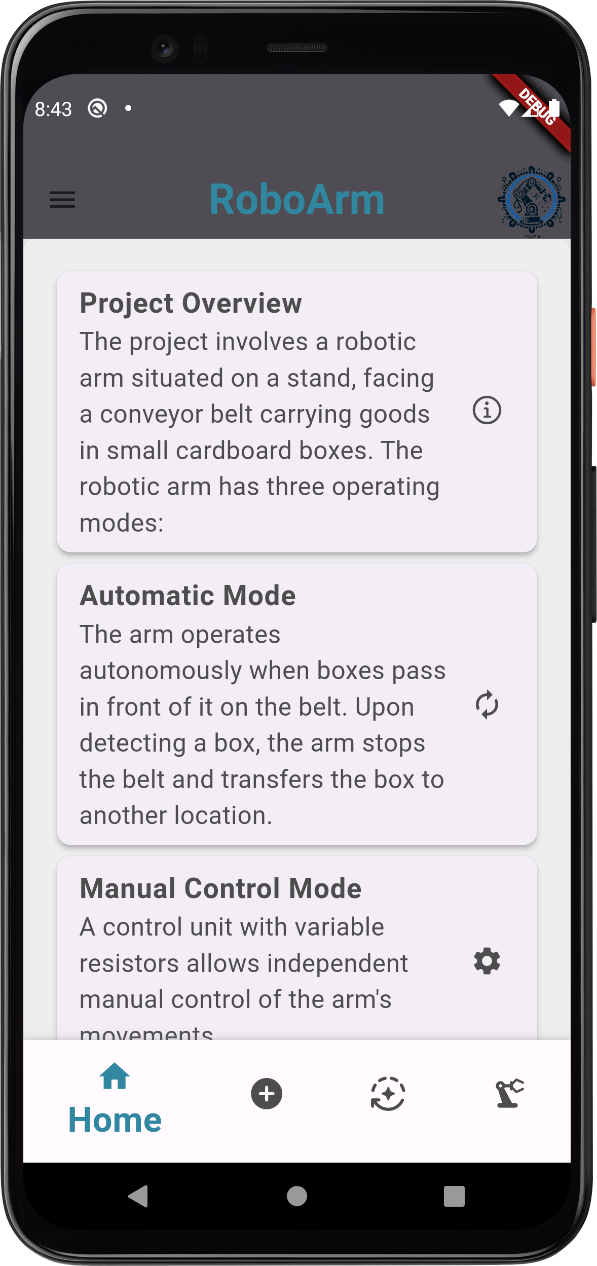 8:43
DEBUG
RoboArm
Project Overview
The project involves a robotic
arm situated on a stand, facing
a conveyor belt carrying goods
in small cardboard boxes. The
robotic arm has three operating
modes:
Automatic Mode
The arm operates
autonomously when boxes pass
in front of it on the belt. Upon
detecting a box, the arm stops
the belt and transfers the box to
another location.
Manual Control Mode
A control unit with variable
resistors allows independent
manual control of the arm's
movements
Home